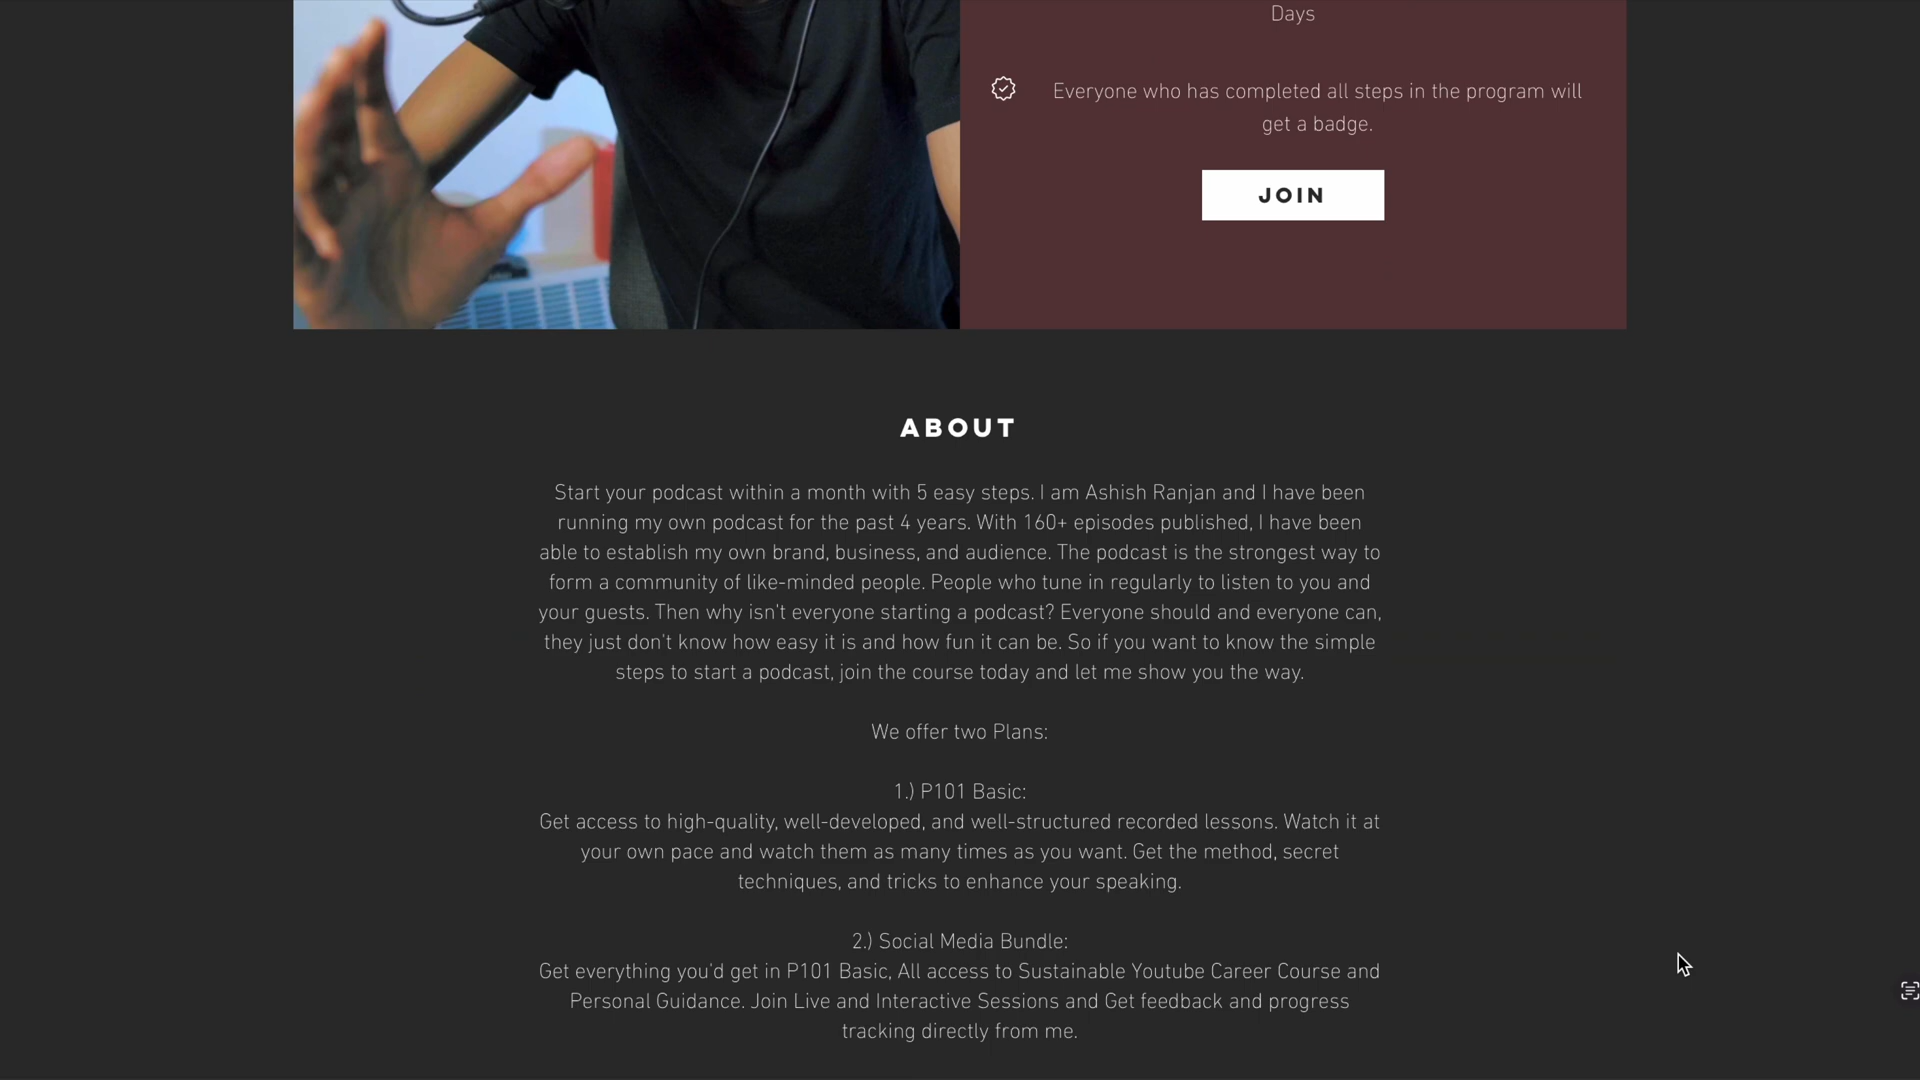 Days
Everyone who has completed all steps in the program will
get a badge.
JOIN
ABOUT
Start your podcast within a month with 5 easy steps. I am Ashish Ranjan and I have been
running my own podcast for the past 4 years. With 160+ episodes published, I have been
able to establish my own brand, business, and audience. The podcast is the strongest way to
form a community of like-minded people. People who tune in regularly to listen to you and
your guests. Then why isn't everyone starting a podcast? Everyone should and everyone can,
they just don't know how easy it is and how fun it can be. So if you want to know the simple
steps to start a podcast, join the course today and let me show you the way.
We offer two Plans:
1.) P101 Basic:
Get access to high-quality, well-developed, and well-structured recorded lessons. Watch it at
your own pace and watch them as many times as you want. Get the method, secret
techniques, and tricks to enhance your speaking.
2.) Social Media Bundle:
Get everything you'd get in P101 Basic, All access to Sustainable Youtube Career Course and
Personal Guidance. Join Live and Interactive Sessions and Get feedback and progress
tracking directly from me.